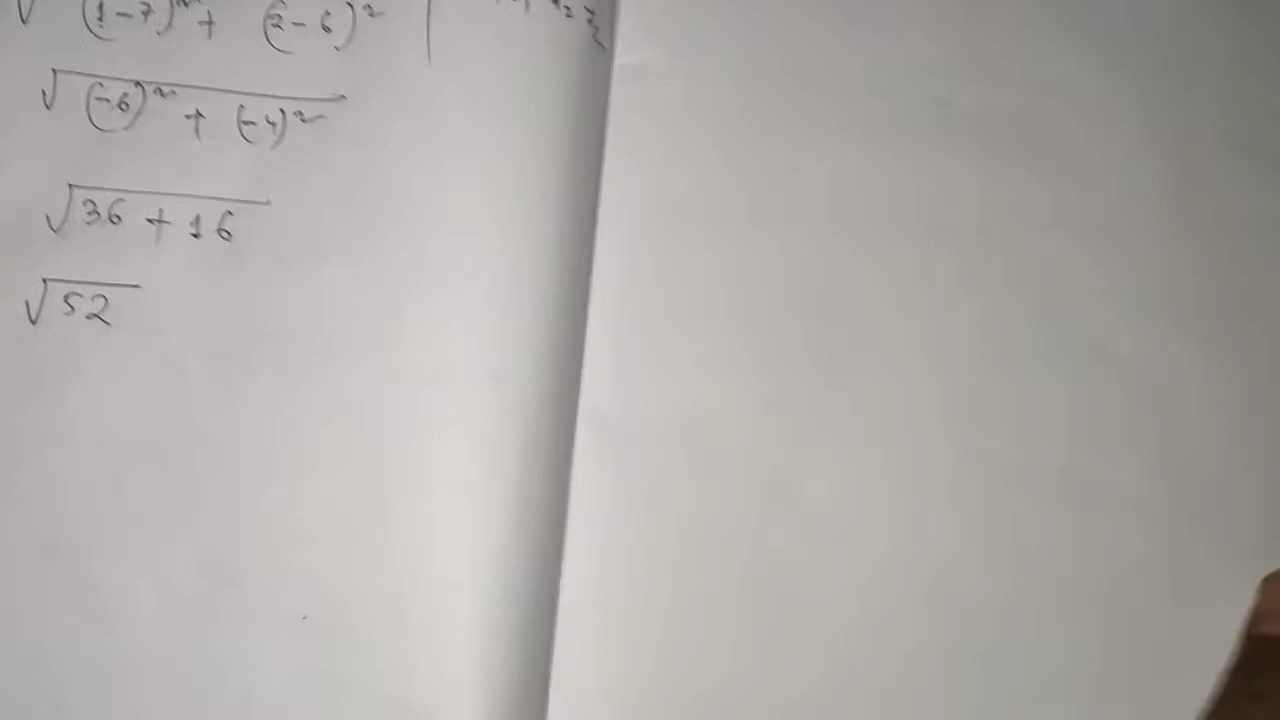 √(1-7)² + (2-6)²
√(-6)² + (-4)²
√36 + 16
√52